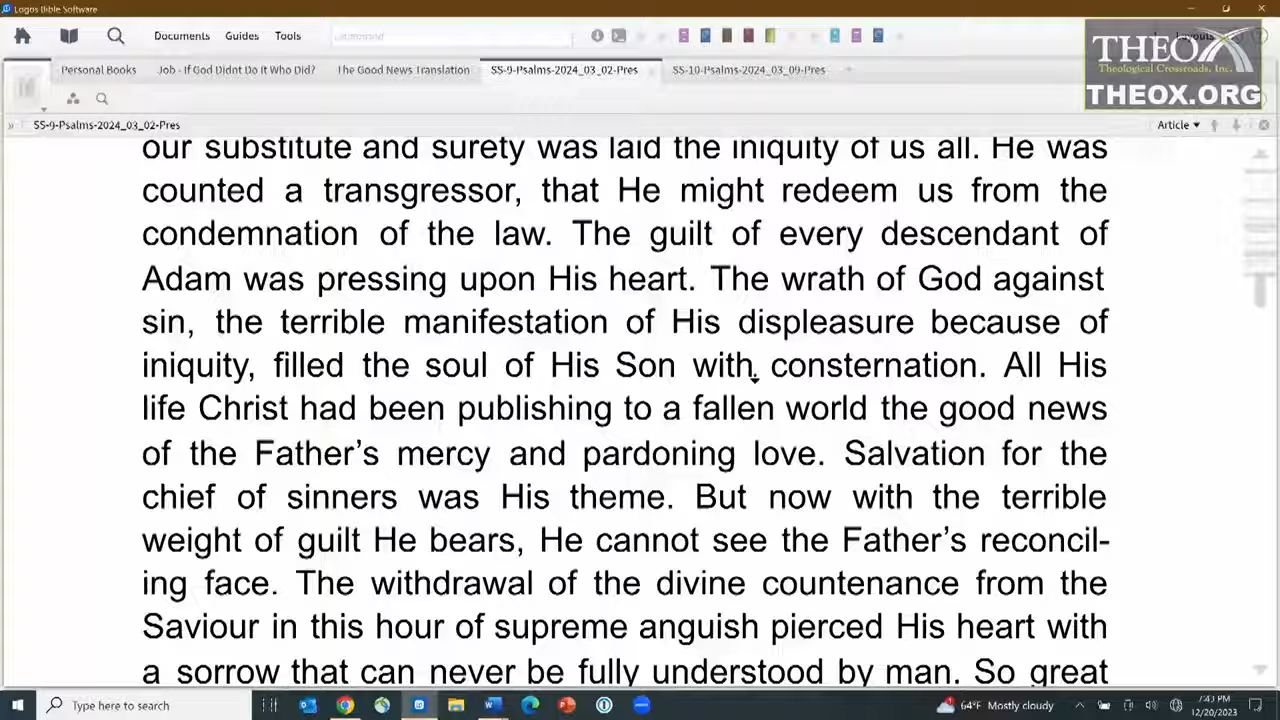 Logos Bible Software
Documents Guides Tools
Command
Layouts
THEOX
Theological Crossroads, Inc.
THEOX.ORG
Personal Books
Job - If God Didnt Do It Who Did?
SS-9-Psalms-2024_03_02-Pres
SS-10-Psalms-2024_03_09-Pres
» SS-9-Psalms-2024_03_02-Pres
Article
our substitute and surety was laid the iniquity of us all. He was
counted a transgressor, that He might redeem us from the
condemnation of the law. The guilt of every descendant of
Adam was pressing upon His heart. The wrath of God against
sin, the terrible manifestation of His displeasure because of
iniquity, filled the soul of His Son with consternation. All His
life Christ had been publishing to a fallen world the good news
of the Father’s mercy and pardoning love. Salvation for the
chief of sinners was His theme. But now with the terrible
weight of guilt He bears, He cannot see the Father’s reconcil-
ing face. The withdrawal of the divine countenance from the
Saviour in this hour of supreme anguish pierced His heart with
a sorrow that can never be fully understood by man. So great
Type here to search
64°F Mostly cloudy
7:43 PM
12/20/2023